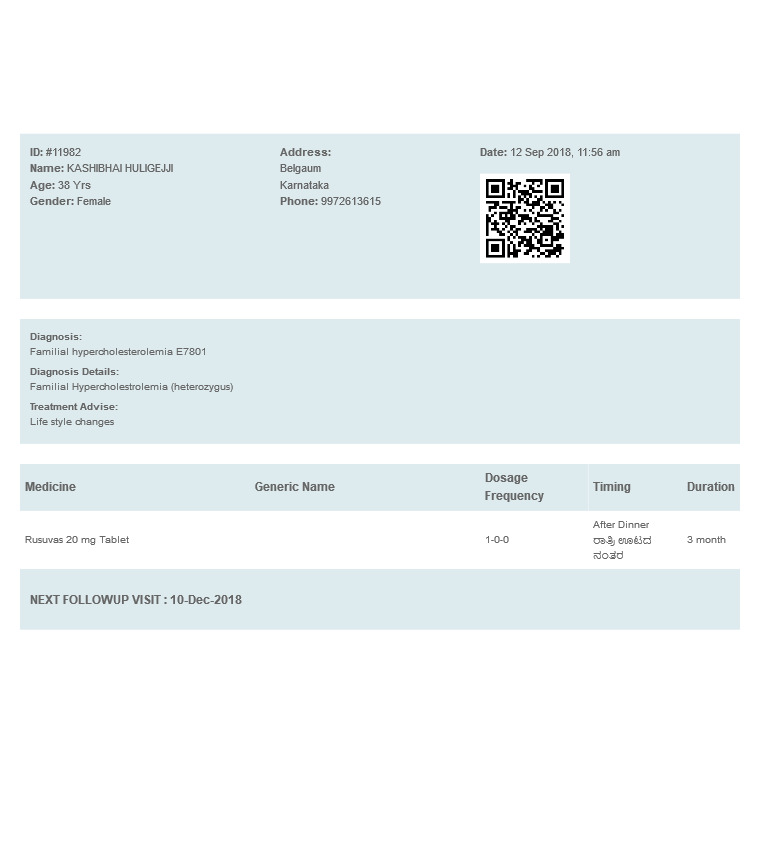 ID: #11982
Name: KASHIBHAI HULIGEJJI
Age: 38 Yrs
Gender: Female
Address:
Belgaum
Karnataka
Phone: 9972613615
Date: 12 Sep 2018, 11:56 am
Diagnosis:
Familial hypercholesterolemia E7801
Diagnosis Details:
Familial Hypercholestrolemia (heterozygus)
Treatment Advise:
Life style changes
Medicine Generic Name Dosage Frequency Timing Duration
Rusuvas 20 mg Tablet 1-0-0 After Dinner 3 month
ರಾತ್ರಿ ಊಟದ
ನಂತರ
NEXT FOLLOWUP VISIT : 10-Dec-2018